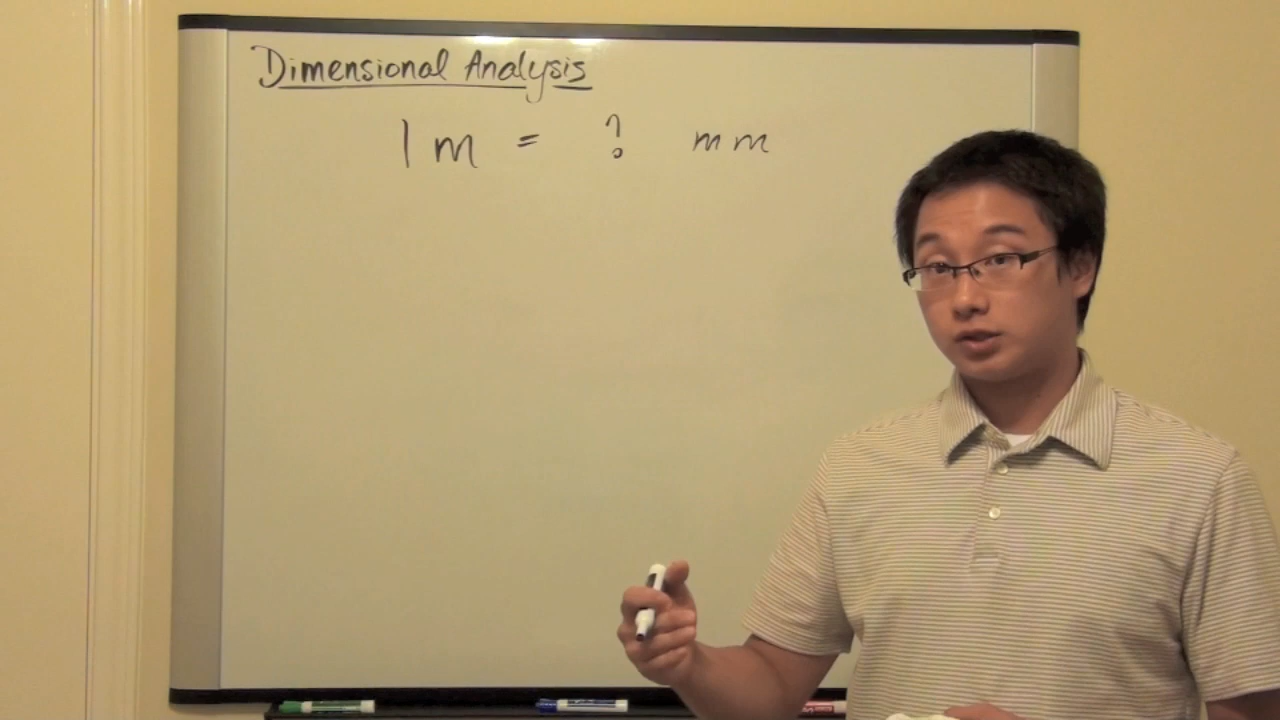 Dimensional Analysis
1 m = ? mm